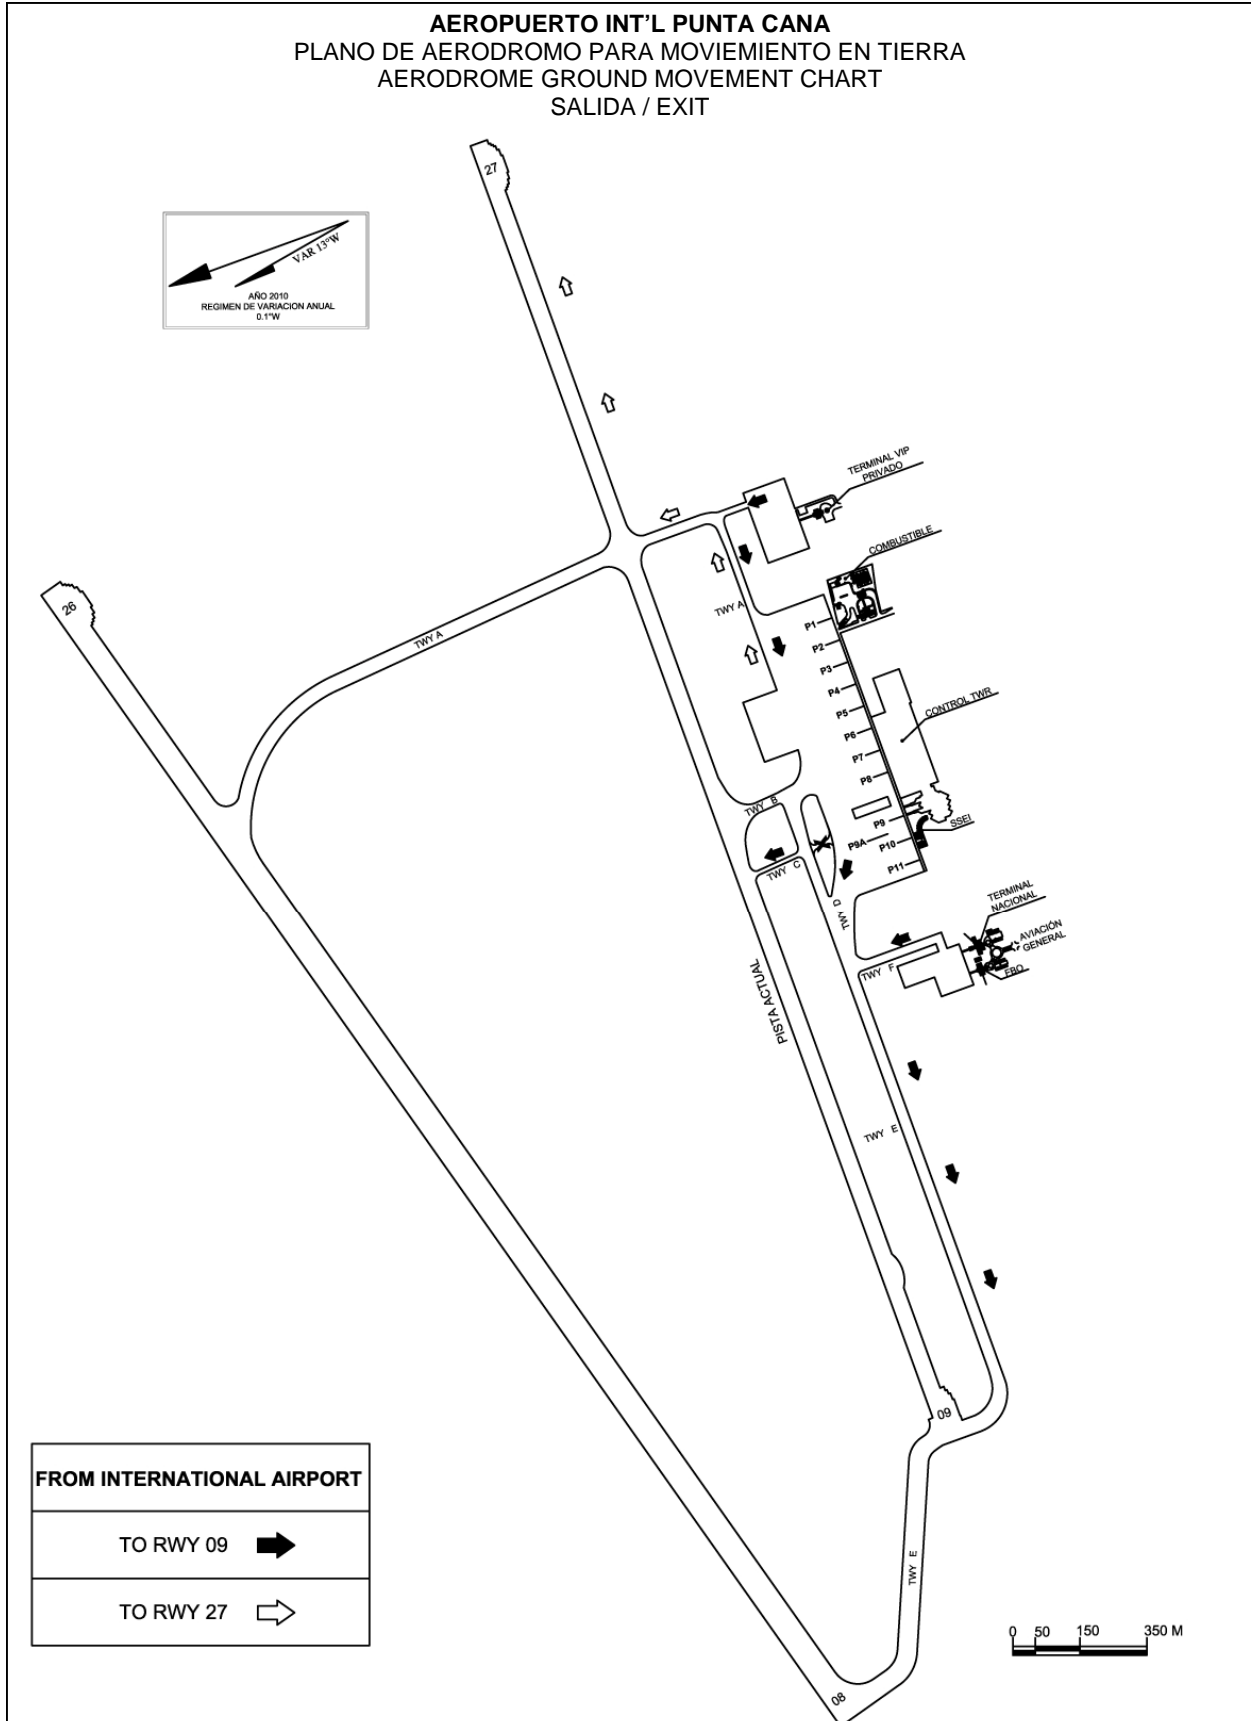 AEROPUERTO INT'L PUNTA CANA
PLANO DE AERODROMO PARA MOVIEMIENTO EN TIERRA
AERODROME GROUND MOVEMENT CHART
SALIDA / EXIT
27
VAR 13°W
AÑO 2010
REGIMEN DE VARIACION ANUAL
0.1°W
TERMINAL VIP
PRIVADO
COMBUSTIBLE
26
TWY A
TWY A
P1
P2
P3
P4
P5
P6
P7
P8
CONTROL TWR
TWY B
P9
SSEI
P9A
P10
P11
TWY C
TWY D
TERMINAL
NACIONAL
AVIACIÓN
GENERAL
FBO
TWY F
PISTA ACTUAL
TWY E
09
TWY E
08
FROM INTERNATIONAL AIRPORT
TO RWY 09
TO RWY 27
0 50 150 350 M